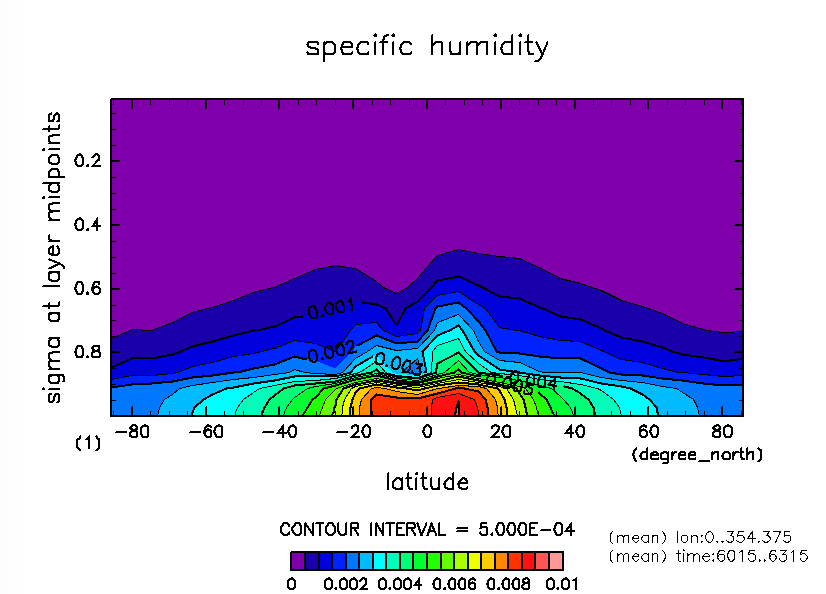 specific humidity
sigma at layer midpoints
0.2
0.4
0.6
0.8
0.001
0.002
0.003
0.004
(1)
−80 −60 −40 −20 0 20 40 60 80
(degree_north)
latitude
CONTOUR INTERVAL = 5.000E−04
0 0.002 0.004 0.006 0.008 0.01
(mean) lon:0..354.375
(mean) time:6015..6315